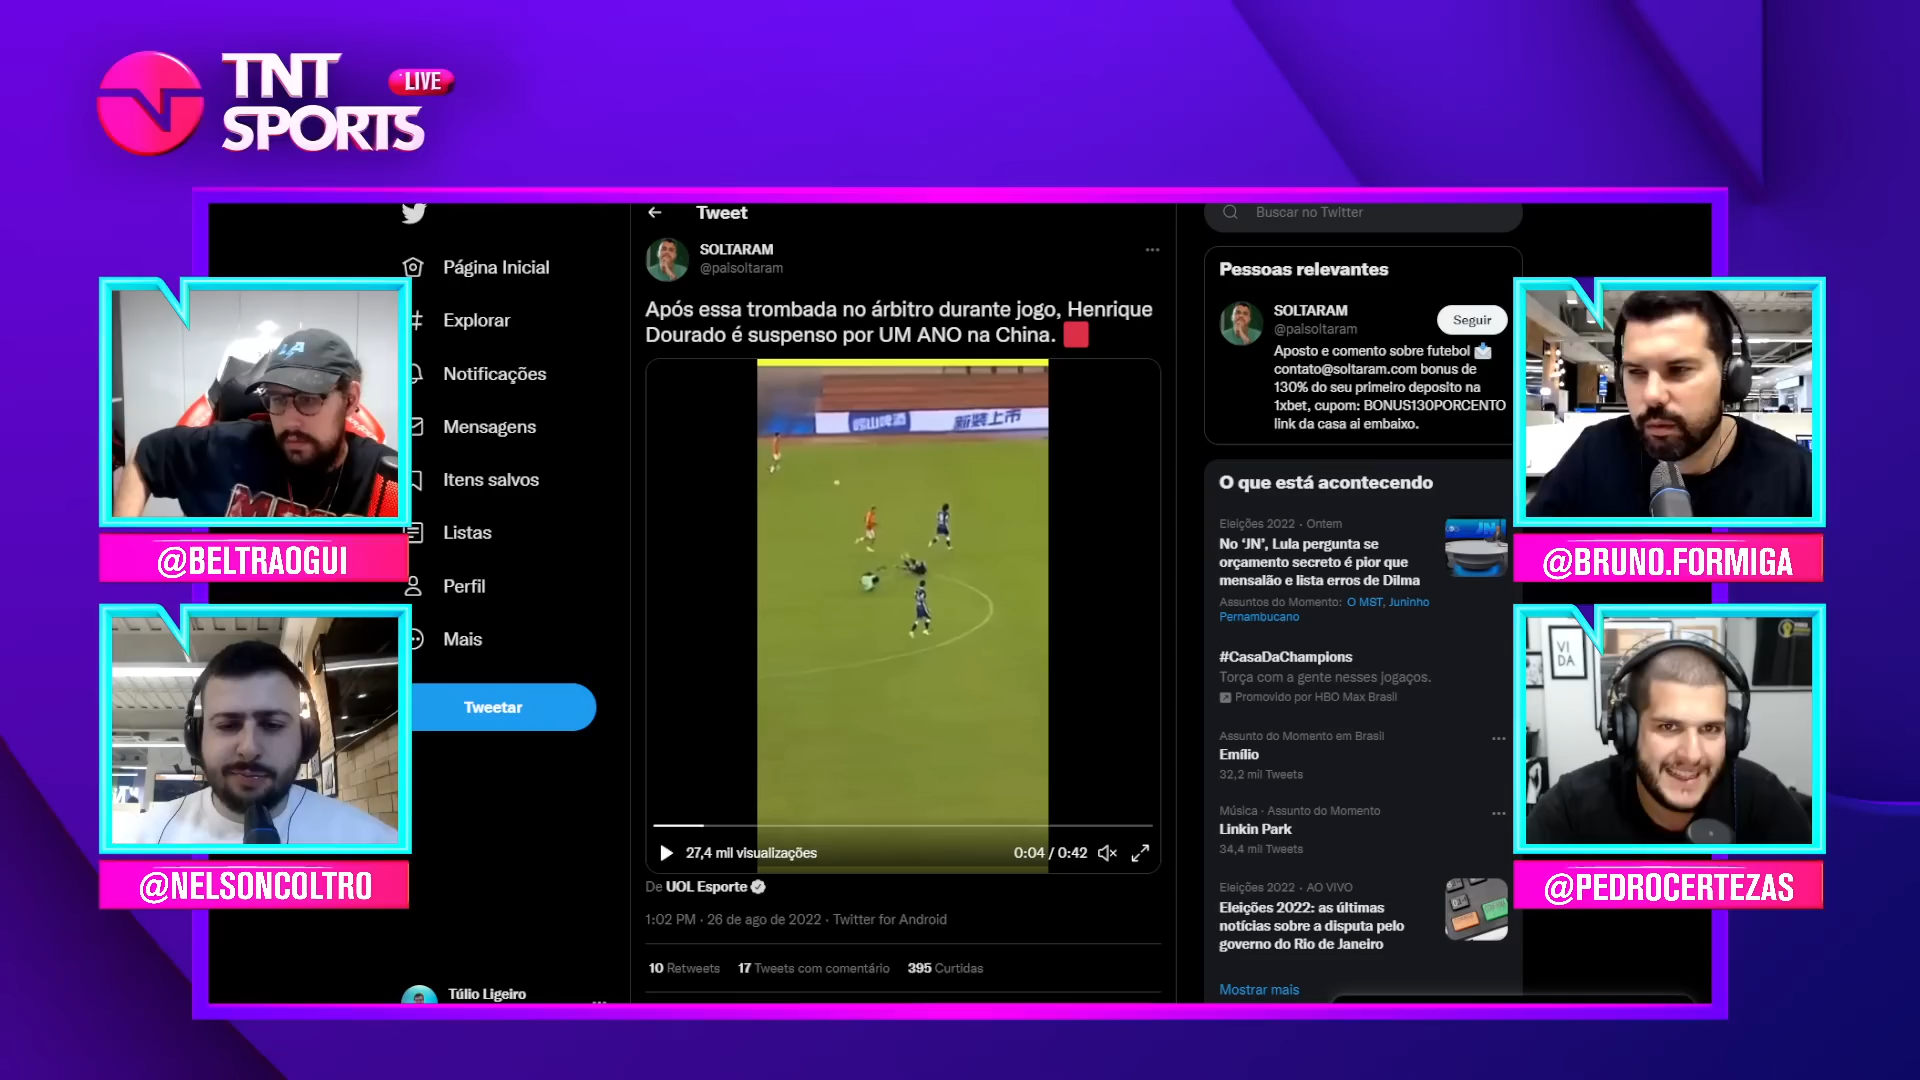 TNT
SPORTS
LIVE
Página Inicial
Explorar
Notificações
Mensagens
Itens salvos
Listas
Perfil
Mais
Tweetar
Túlio Ligeiro
Tweet
SOLTARAM
@paisoltaram
Após essa trombada no árbitro durante jogo, Henrique
Dourado é suspenso por UM ANO na China.
新装上市
27,4 mil visualizações
0:04 / 0:42
De UOL Esporte
1:02 PM · 26 de ago de 2022 · Twitter for Android
10 Retweets 17 Tweets com comentário 395 Curtidas
Buscar no Twitter
Pessoas relevantes
SOLTARAM
@paisoltaram
Seguir
Aposto e comento sobre futebol
contato@soltaram.com bonus de
130% do seu primeiro deposito na
1xbet, cupom: BONUS130PORCENTO
link da casa ai embaixo.
O que está acontecendo
Eleições 2022 · Ontem
No ‘JN’, Lula pergunta se
orçamento secreto é pior que
mensalão e lista erros de Dilma
Assuntos do Momento: O MST, Juninho
Pernambucano
#CasaDaChampions
Torça com a gente nesses jogaços.
Promovido por HBO Max Brasil
Assunto do Momento em Brasil
Emílio
32,2 mil Tweets
Música · Assunto do Momento
Linkin Park
34,4 mil Tweets
Eleições 2022 · AO VIVO
Eleições 2022: as últimas
notícias sobre a disputa pelo
governo do Rio de Janeiro
Mostrar mais
@BELTRAOGUI
@NELSONCOLTRO
@BRUNO.FORMIGA
VI
DA
@PEDROCERTEZAS